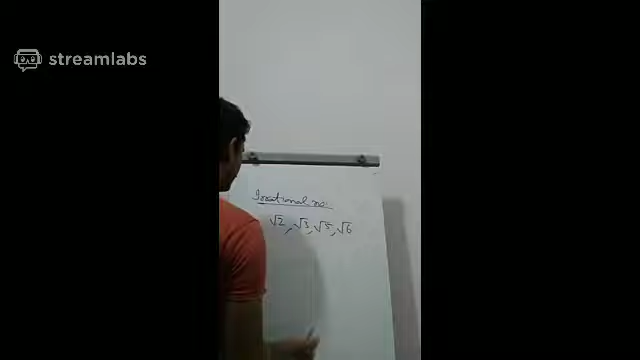 streamlabs
Irrational no:
√2, √3, √5, √6